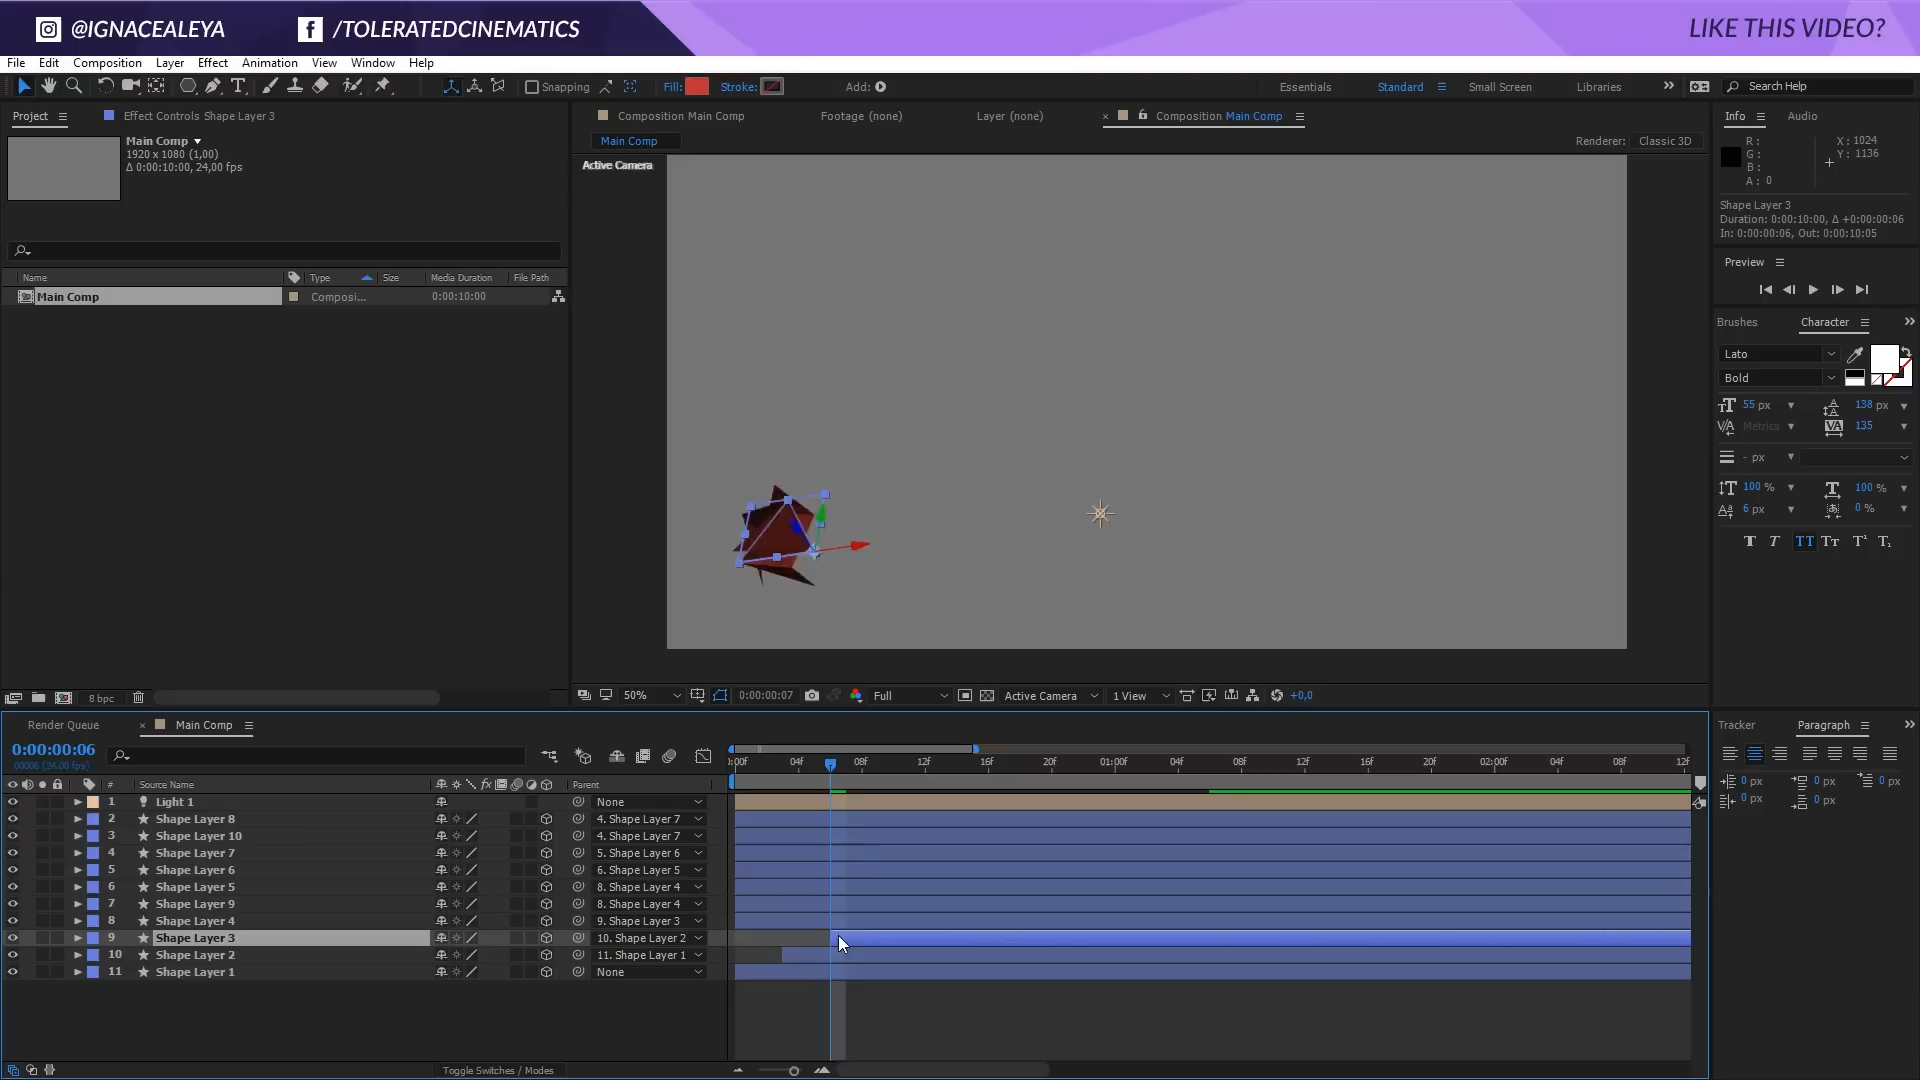 @IGNACEALEYA /TOLERATEDCINEMATICS LIKE THIS VIDEO?
File Edit Composition Layer Effect Animation View Window Help
Snapping Fill: Stroke: Add: Essentials Standard Small Screen Libraries Search Help
Project Effect Controls Shape Layer 3 Composition Main Comp Footage (none) Layer (none) Composition Main Comp Info Audio
Main Comp
1920 x 1080 (1,00)
Δ 0:00:10:00, 24,00 fps
Main Comp Renderer: Classic 3D
Active Camera
R: X: 1024
G: Y: 1136
B:
A: 0
Shape Layer 3
Duration: 0:00:10:00, Δ +0:00:00:06
In: 0:00:00:06, Out: 0:00:10:05
Preview
Name Type Size Media Duration File Path
Main Comp Composi... 0:00:10:00
Brushes Character
Lato
Bold
55 px 138 px
Metrics 135
- px
100 % 100 %
6 px 0 %
T T TT Tt T¹ T₁
8 bpc
50% 0:00:00:07 Full Active Camera 1 View +0,0
Render Queue Main Comp
0:00:00:06
00006 (24.00 fps)
Tracker Paragraph
0 px 0 px 0 px
0 px 0 px
):00f 04f 08f 12f 16f 20f 01:00f 04f 08f 12f 16f 20f 02:00f 04f 08f 12f
# Source Name Parent
1 Light 1 None
2 Shape Layer 8 4. Shape Layer 7
3 Shape Layer 10 4. Shape Layer 7
4 Shape Layer 7 5. Shape Layer 6
5 Shape Layer 6 6. Shape Layer 5
6 Shape Layer 5 8. Shape Layer 4
7 Shape Layer 9 8. Shape Layer 4
8 Shape Layer 4 9. Shape Layer 3
9 Shape Layer 3 10. Shape Layer 2
10 Shape Layer 2 11. Shape Layer 1
11 Shape Layer 1 None
Toggle Switches / Modes